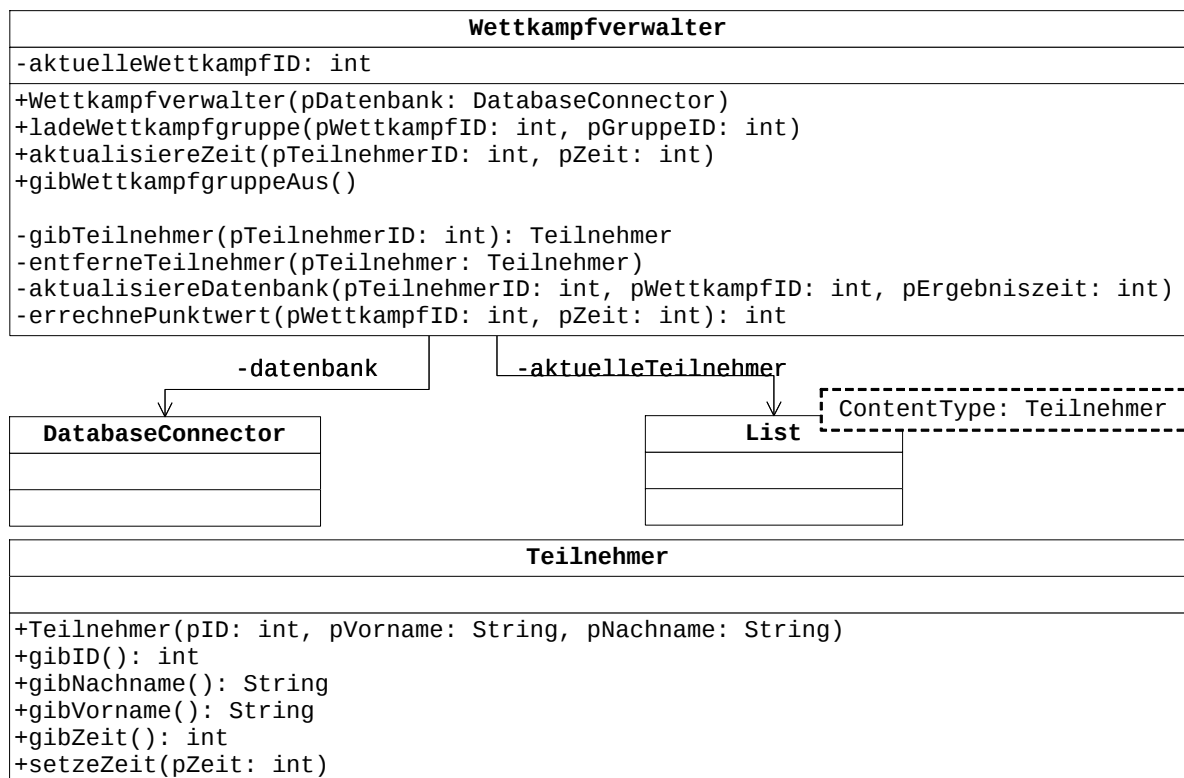 Wettkampfverwalter
-aktuelleWettkampfID: int
+Wettkampfverwalter(pDatenbank: DatabaseConnector)
+ladeWettkampfgruppe(pWettkampfID: int, pGruppeID: int)
+aktualisiereZeit(pTeilnehmerID: int, pZeit: int)
+gibWettkampfgruppeAus()
-gibTeilnehmer(pTeilnehmerID: int): Teilnehmer
-entferneTeilnehmer(pTeilnehmer: Teilnehmer)
-aktualisiereDatenbank(pTeilnehmerID: int, pWettkampfID: int, pErgebniszeit: int)
-errechnePunktwert(pWettkampfID: int, pZeit: int): int
-datenbank
-aktuelleTeilnehmer
ContentType: Teilnehmer
DatabaseConnector
List
Teilnehmer
+Teilnehmer(pID: int, pVorname: String, pNachname: String)
+gibID(): int
+gibNachname(): String
+gibVorname(): String
+gibZeit(): int
+setzeZeit(pZeit: int)